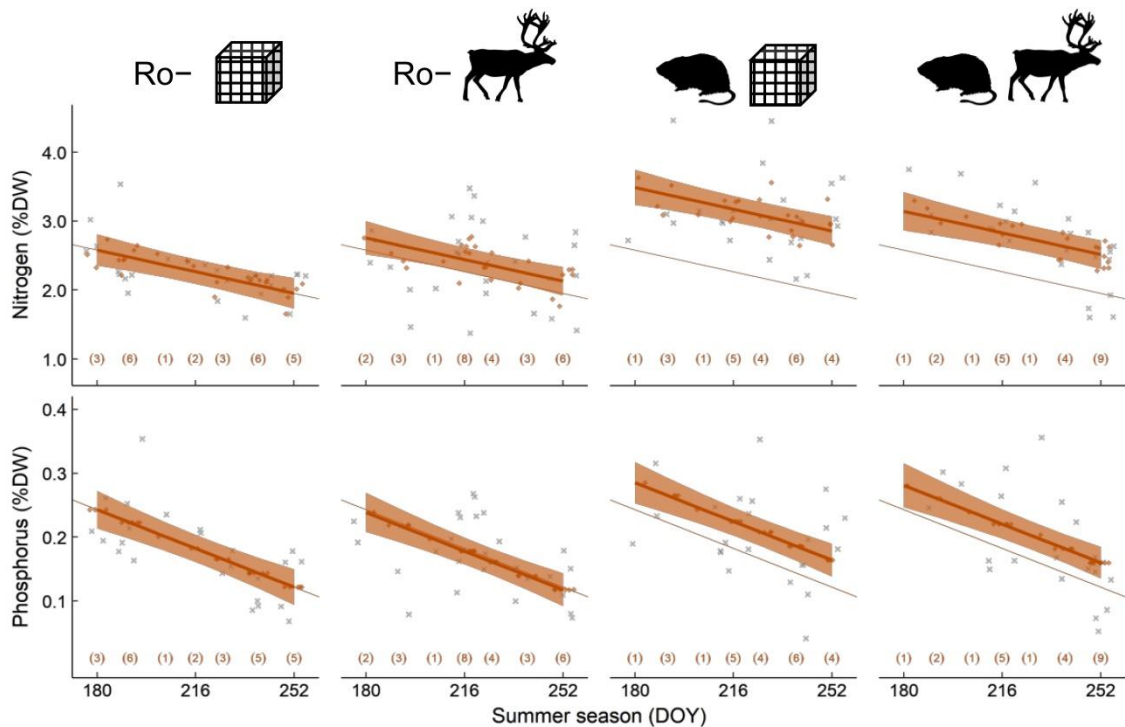 Ro−
Ro−
Nitrogen (%DW)
4.0
3.0
2.0
1.0
(3) (6) (1) (2) (3) (6) (5)
(2) (3) (1) (8) (4) (3) (6)
(1) (3) (1) (5) (4) (6) (4)
(1) (2) (1) (5) (1) (4) (9)
Phosphorus (%DW)
0.4
0.3
0.2
0.1
(3) (6) (1) (2) (3) (5) (5)
(2) (3) (1) (8) (4) (3) (6)
(1) (3) (1) (5) (4) (6) (4)
(1) (2) (1) (5) (1) (4) (9)
180 216 252
180 216 252
180 216 252
180 216 252
Summer season (DOY)